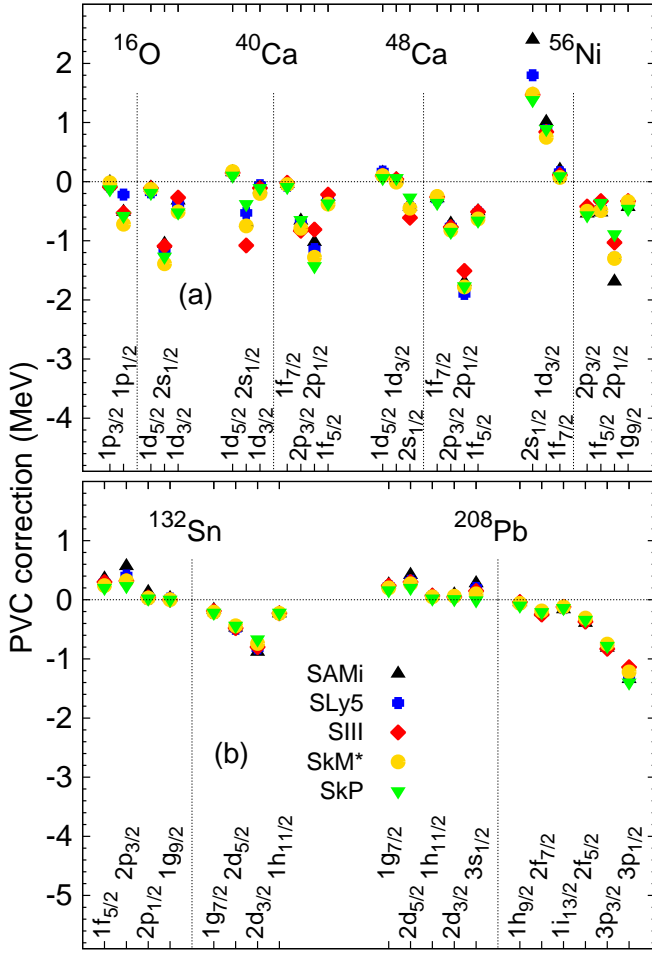 PVC correction (MeV)
2
1
0
-1
-2
-3
-4
¹⁶O ⁴⁰Ca ⁴⁸Ca ⁵⁶Ni
(a)
1p₃/₂ 1p₁/₂
1d₅/₂ 2s₁/₂ 1d₃/₂
1d₅/₂ 2s₁/₂ 1d₃/₂
1f₇/₂ 2p₃/₂ 2p₁/₂ 1f₅/₂
1d₅/₂ 1d₃/₂ 2s₁/₂
1f₇/₂ 2p₃/₂ 2p₁/₂ 1f₅/₂
2s₁/₂ 1d₃/₂ 1f₇/₂
2p₃/₂ 1f₅/₂ 2p₁/₂ 1g₉/₂
PVC correction (MeV)
1
0
-1
-2
-3
-4
-5
¹³²Sn ²⁰⁸Pb
SAMi
SLy5
SIII
SkM*
SkP
(b)
1f₅/₂ 2p₃/₂ 2p₁/₂ 1g₉/₂
1g₇/₂ 2d₅/₂ 2d₃/₂ 1h₁₁/₂
1g₇/₂ 2d₅/₂ 1h₁₁/₂ 2d₃/₂ 3s₁/₂
1h₉/₂ 2f₇/₂ 1i₁₃/₂ 2f₅/₂ 3p₃/₂ 3p₁/₂